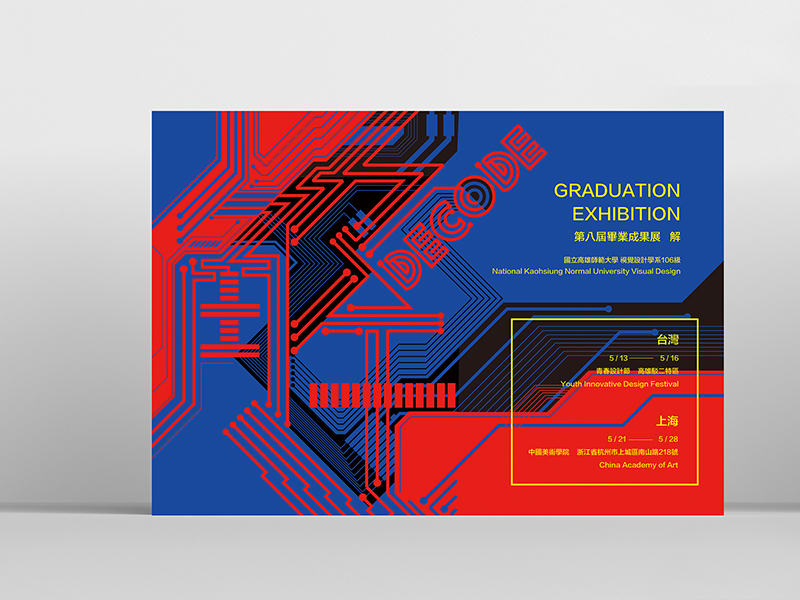 DECODE
GRADUATION
EXHIBITION
第八屆畢業成果展 解
國立高雄師範大學 視覺設計學系106級
National Kaohsiung Normal University Visual Design
台灣
5 / 13 —— 5 / 16
青春設計節 高雄駁二特區
Youth Innovative Design Festival
上海
5 / 21 —— 5 / 28
中國美術學院 浙江省杭州市上城區南山路218號
China Academy of Art